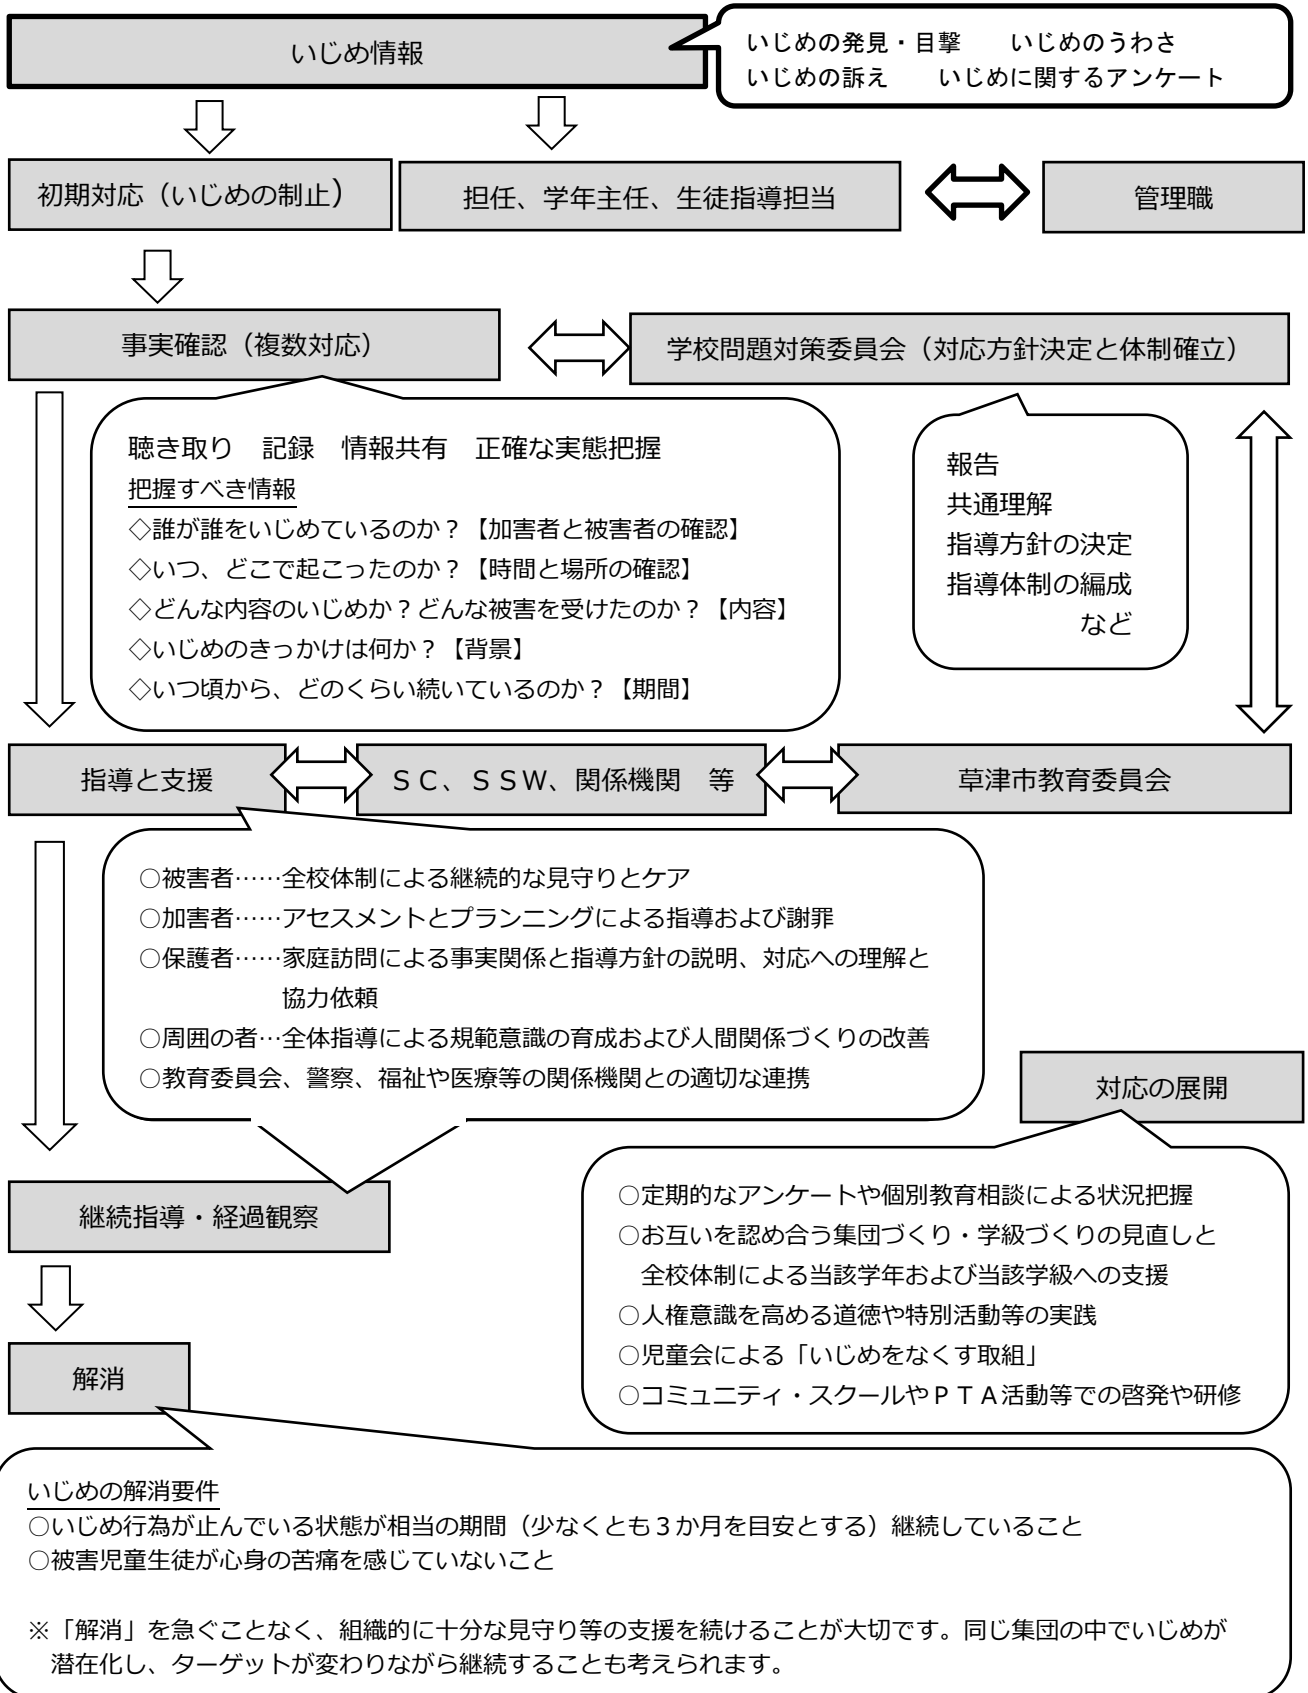 いじめ情報
いじめの発見・目撃　　いじめのうわさ
いじめの訴え　　いじめに関するアンケート
初期対応（いじめの制止）
担任、学年主任、生徒指導担当
管理職
事実確認（複数対応）
学校問題対策委員会（対応方針決定と体制確立）
聴き取り　記録　情報共有　正確な実態把握
把握すべき情報
◇誰が誰をいじめているのか？【加害者と被害者の確認】
◇いつ、どこで起こったのか？【時間と場所の確認】
◇どんな内容のいじめか？どんな被害を受けたのか？【内容】
◇いじめのきっかけは何か？【背景】
◇いつ頃から、どのくらい続いているのか？【期間】
報告
共通理解
指導方針の決定
指導体制の編成
など
指導と支援
ＳＣ、ＳＳＷ、関係機関　等
草津市教育委員会
○被害者……全校体制による継続的な見守りとケア
○加害者……アセスメントとプランニングによる指導および謝罪
○保護者……家庭訪問による事実関係と指導方針の説明、対応への理解と
協力依頼
○周囲の者…全体指導による規範意識の育成および人間関係づくりの改善
○教育委員会、警察、福祉や医療等の関係機関との適切な連携
対応の展開
○定期的なアンケートや個別教育相談による状況把握
○お互いを認め合う集団づくり・学級づくりの見直しと
全校体制による当該学年および当該学級への支援
○人権意識を高める道徳や特別活動等の実践
○児童会による「いじめをなくす取組」
○コミュニティ・スクールやＰＴＡ活動等での啓発や研修
継続指導・経過観察
解消
いじめの解消要件
○いじめ行為が止んでいる状態が相当の期間（少なくとも３か月を目安とする）継続していること
○被害児童生徒が心身の苦痛を感じていないこと
※「解消」を急ぐことなく、組織的に十分な見守り等の支援を続けることが大切です。同じ集団の中でいじめが
潜在化し、ターゲットが変わりながら継続することも考えられます。